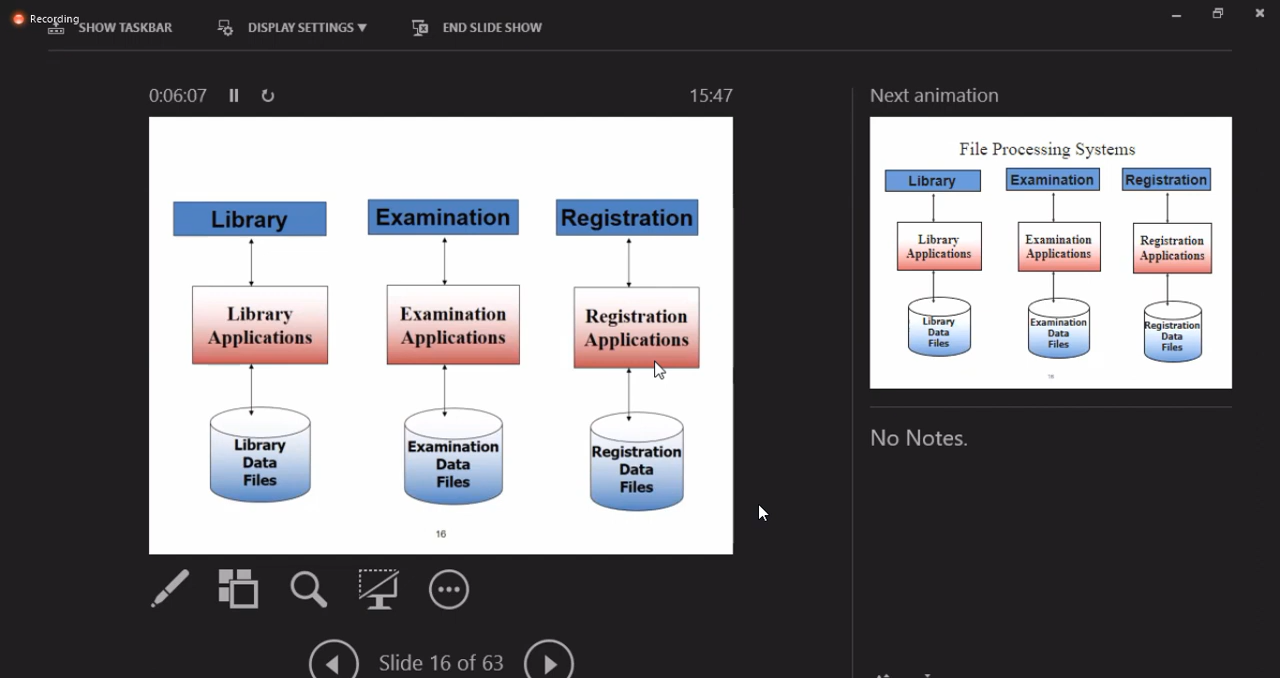 Recording
SHOW TASKBAR
DISPLAY SETTINGS
END SLIDE SHOW
0:06:07
15:47
Library
Examination
Registration
Library
Applications
Examination
Applications
Registration
Applications
Library
Data
Files
Examination
Data
Files
Registration
Data
Files
16
Slide 16 of 63
Next animation
File Processing Systems
Library
Examination
Registration
Library
Applications
Examination
Applications
Registration
Applications
Library
Data
Files
Examination
Data
Files
Registration
Data
Files
16
No Notes.